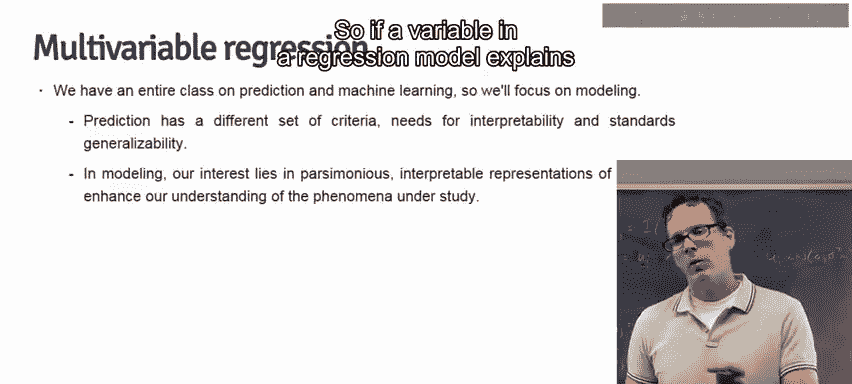 So if a variable in
Multivariable regression
a regression model explains
We have an entire class on prediction and machine learning, so we'll focus on modeling.
- Prediction has a different set of criteria, needs for interpretability and standards
generalizability.
- In modeling, our interest lies in parsimonious, interpretable representations of
enhance our understanding of the phenomena under study.